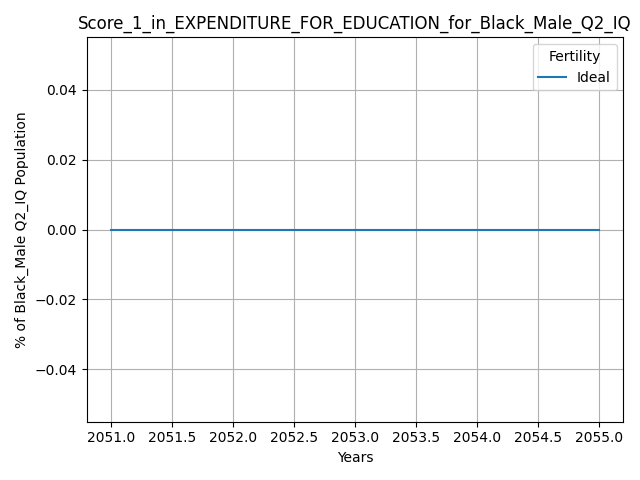 Score_1_in_EXPENDITURE_FOR_EDUCATION_for_Black_Male_Q2_IQ
Fertility
Ideal
% of Black_Male Q2_IQ Population
0.04
0.02
0.00
−0.02
−0.04
2051.0 2051.5 2052.0 2052.5 2053.0 2053.5 2054.0 2054.5 2055.0
Years